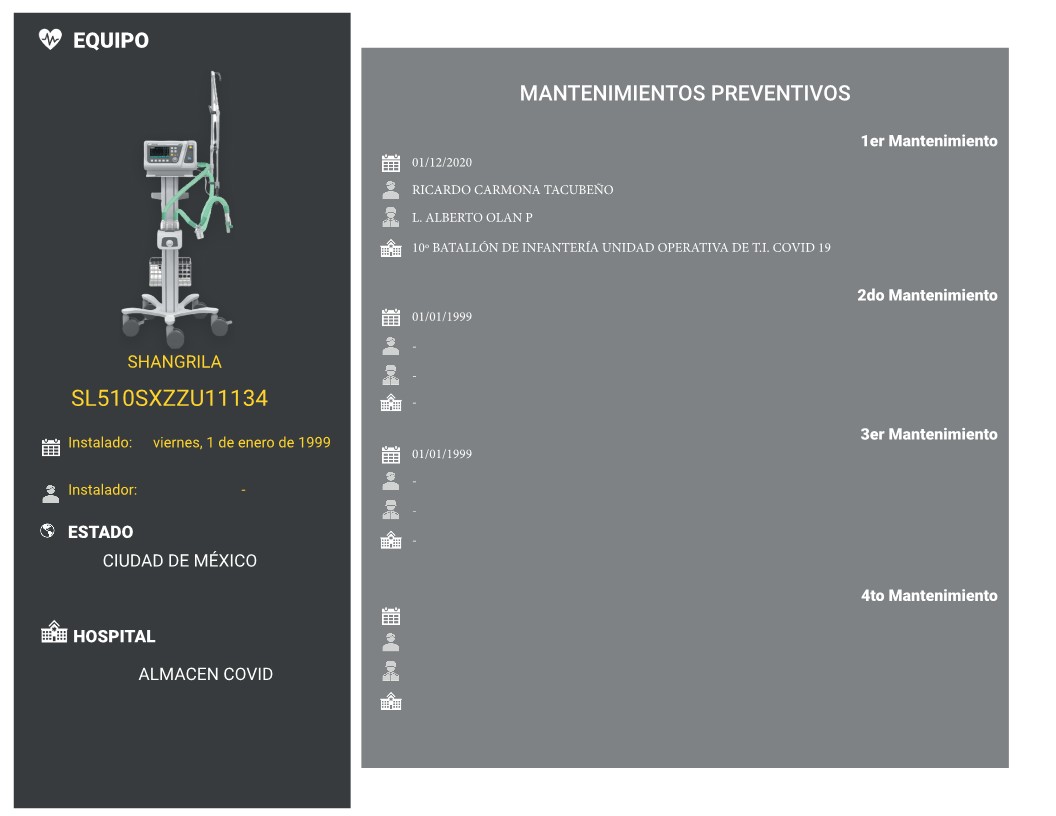 EQUIPO
SHANGRILA
SL510SXZZU11134
Instalado: viernes, 1 de enero de 1999
Instalador: -
ESTADO
CIUDAD DE MÉXICO
HOSPITAL
ALMACEN COVID
MANTENIMIENTOS PREVENTIVOS
1er Mantenimiento
01/12/2020
RICARDO CARMONA TACUBEÑO
L. ALBERTO OLAN P
10º BATALLÓN DE INFANTERÍA UNIDAD OPERATIVA DE T.I. COVID 19
2do Mantenimiento
01/01/1999
-
-
-
3er Mantenimiento
01/01/1999
-
-
-
4to Mantenimiento